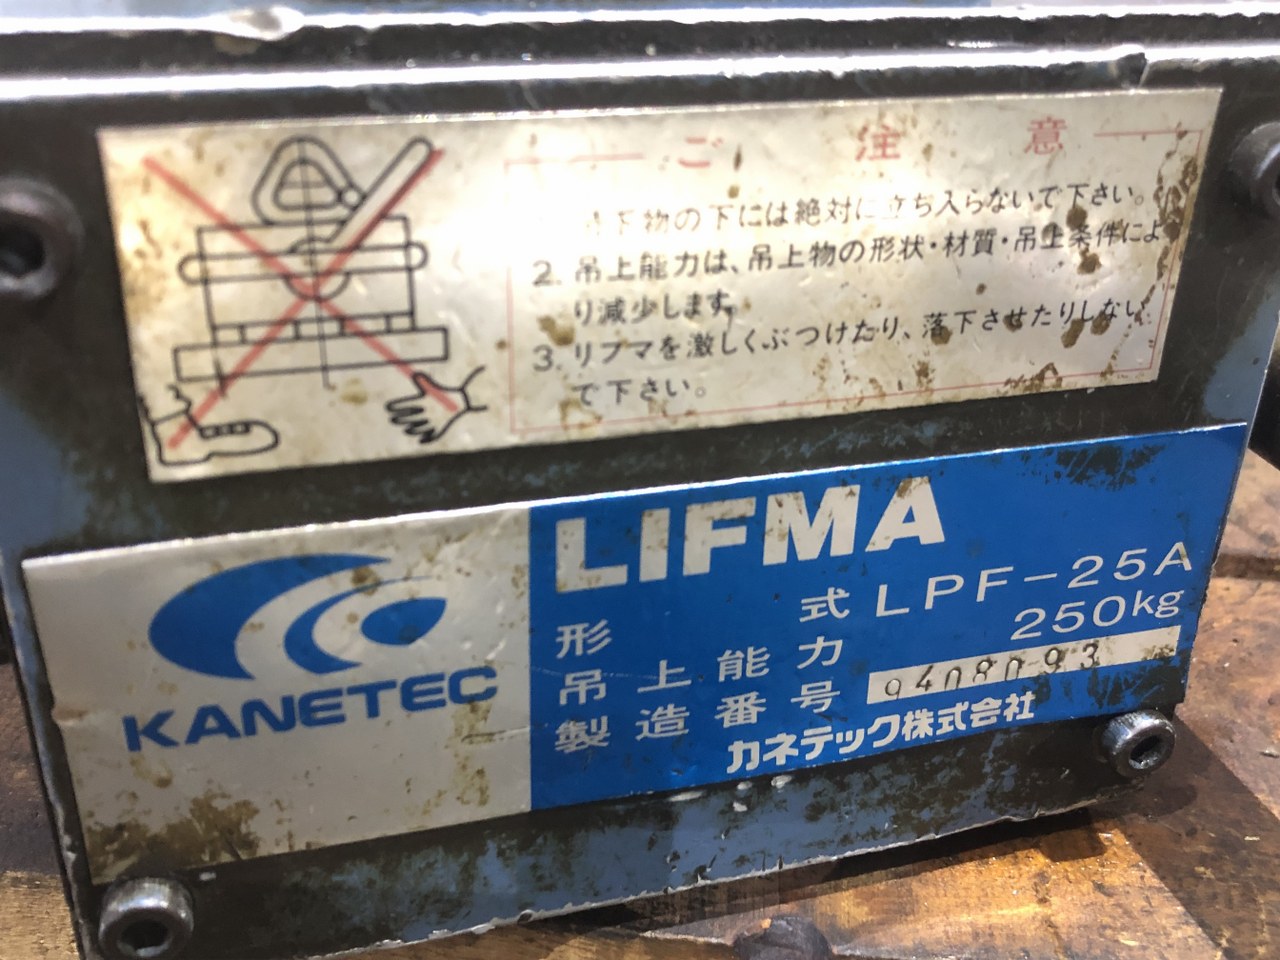 ご注意
下物の下には絶対に立ち入らないで下さい。
2. 吊上能力は、吊上物の形状・材質・吊上条件によ
り減少します。
3. リフマを激しくぶつけたり、落下させたりしない
で下さい。
KANETEC
LIFMA
形式 LPF-25A
吊上能力 250kg
製造番号 9408093
カネテック株式会社